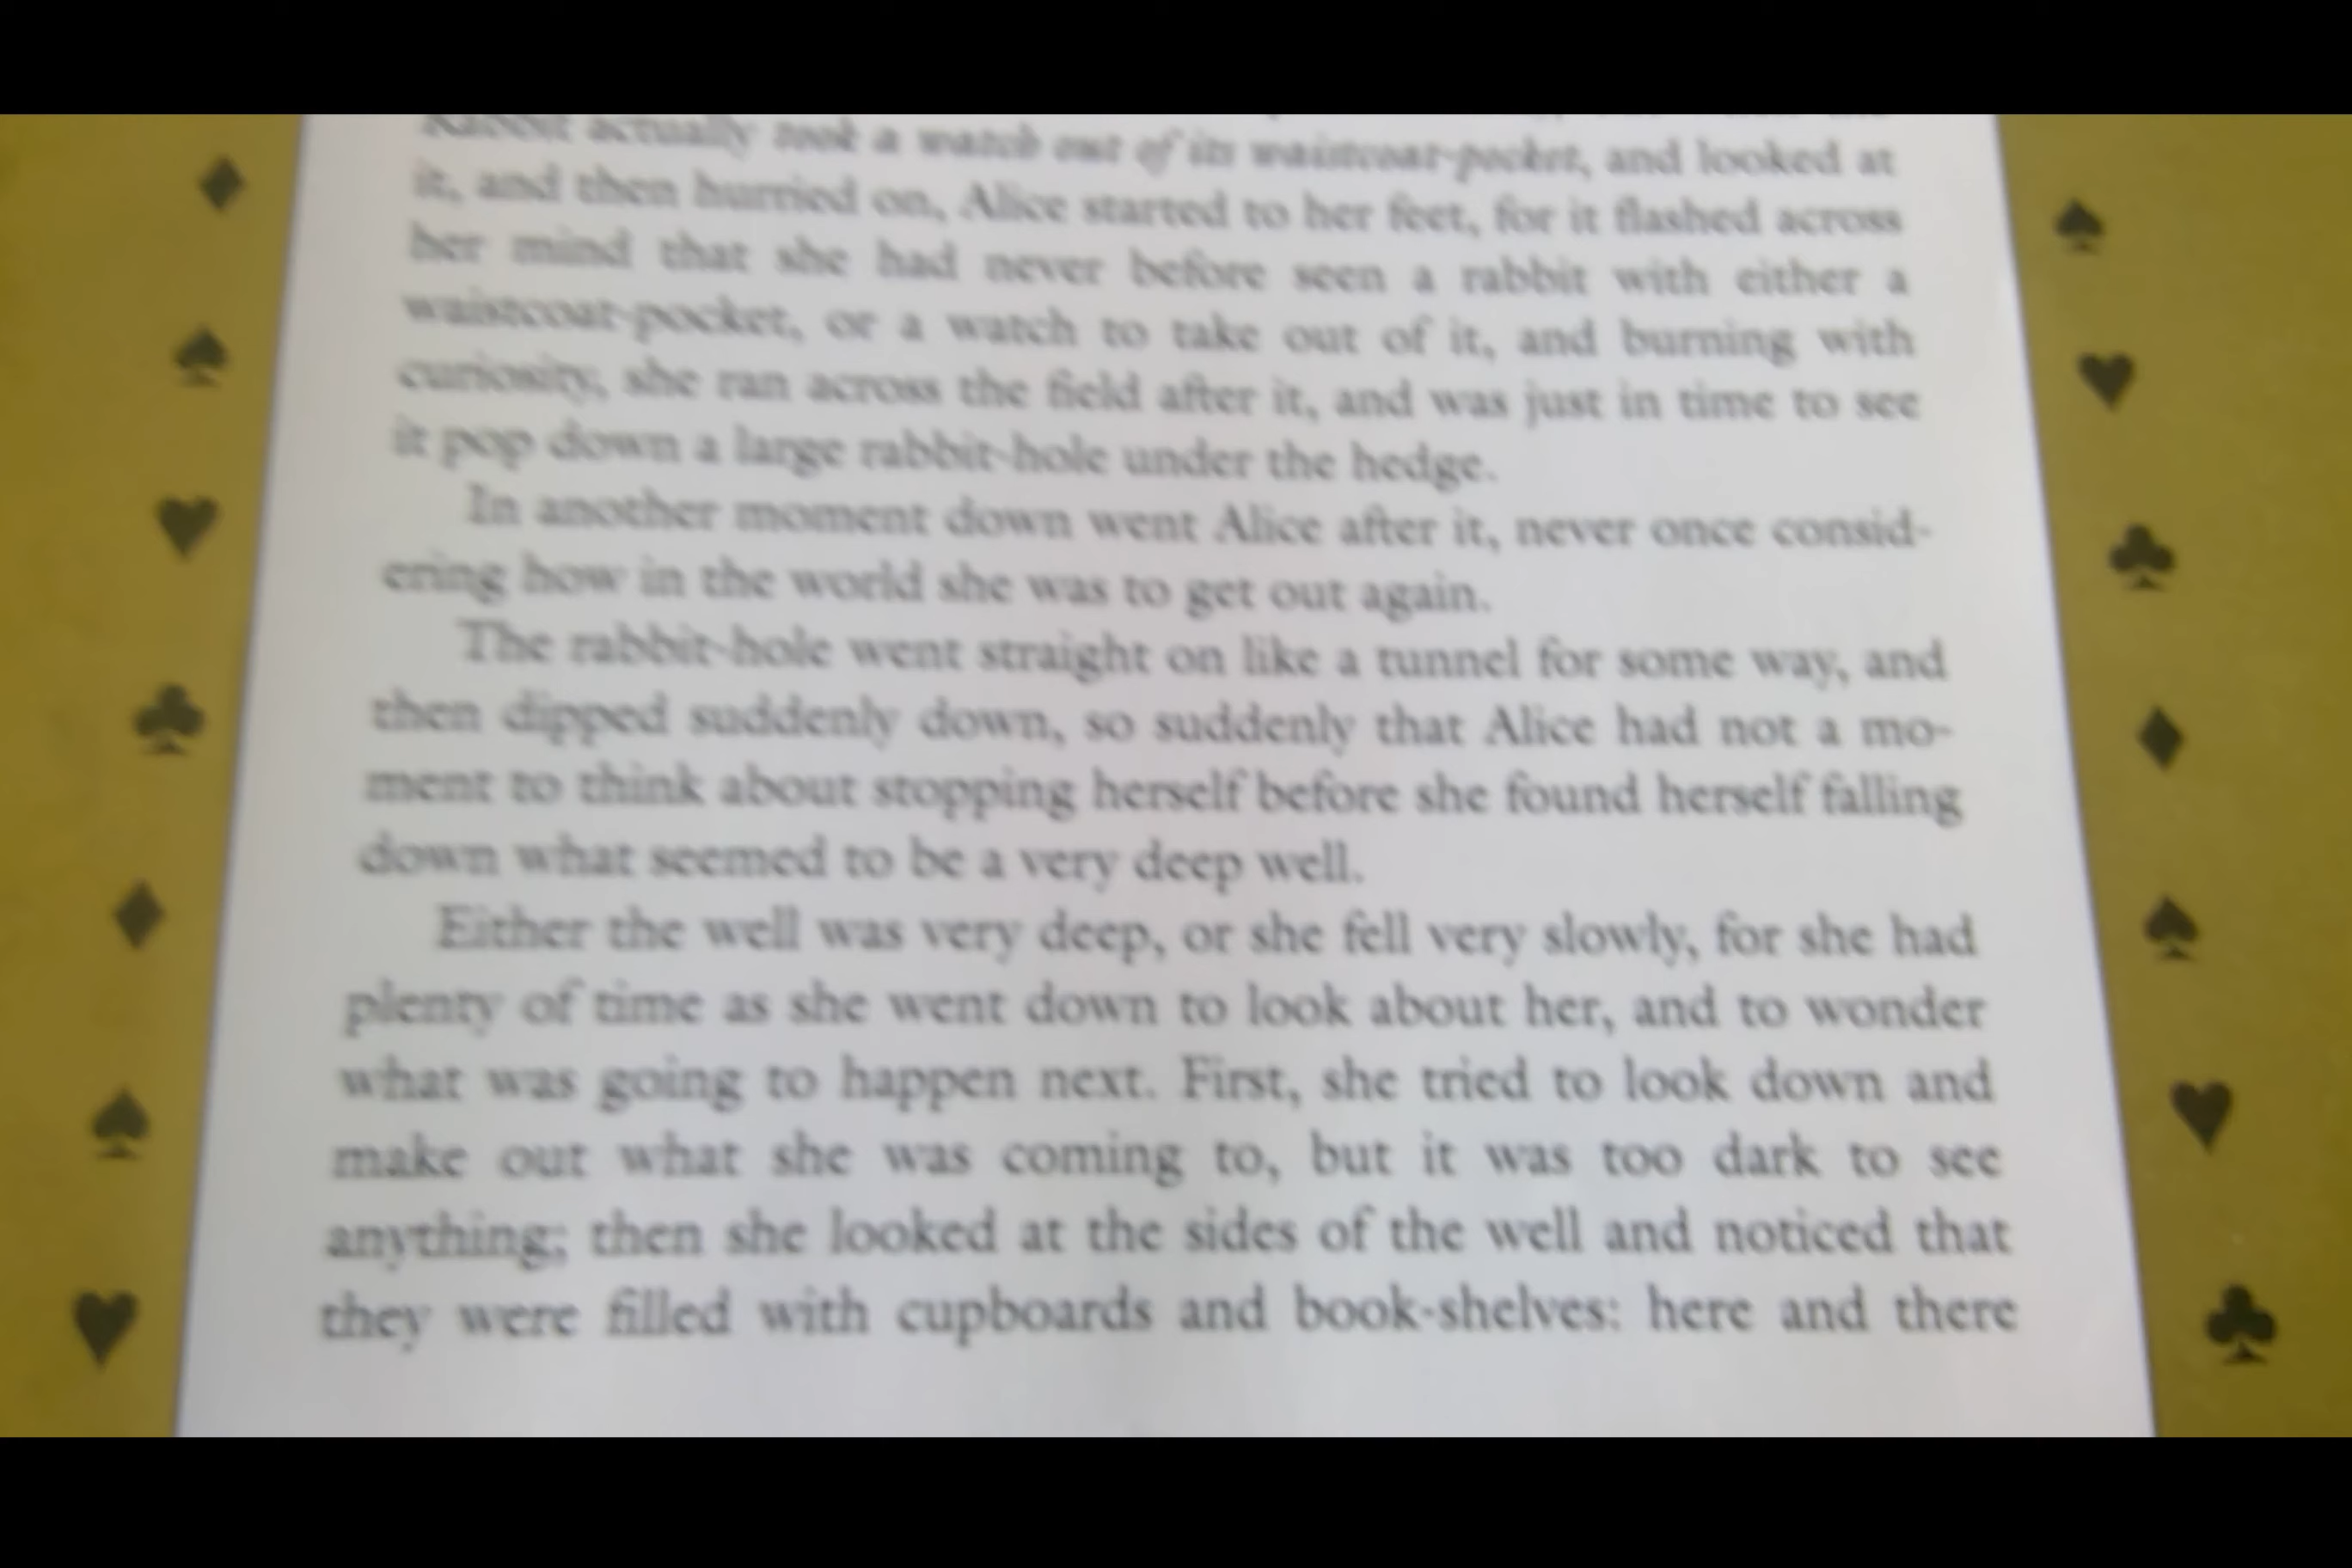 Rabbit actually took a watch out of its waistcoat-pocket, and looked at
it, and then hurried on, Alice started to her feet, for it flashed across
her mind that she had never before seen a rabbit with either a
waistcoat-pocket, or a watch to take out of it, and burning with
curiosity, she ran across the field after it, and was just in time to see
it pop down a large rabbit-hole under the hedge.
In another moment down went Alice after it, never once consid-
ering how in the world she was to get out again.
The rabbit-hole went straight on like a tunnel for some way, and
then dipped suddenly down, so suddenly that Alice had not a mo-
ment to think about stopping herself before she found herself falling
down what seemed to be a very deep well.
Either the well was very deep, or she fell very slowly, for she had
plenty of time as she went down to look about her, and to wonder
what was going to happen next. First, she tried to look down and
make out what she was coming to, but it was too dark to see
anything; then she looked at the sides of the well and noticed that
they were filled with cupboards and book-shelves: here and there